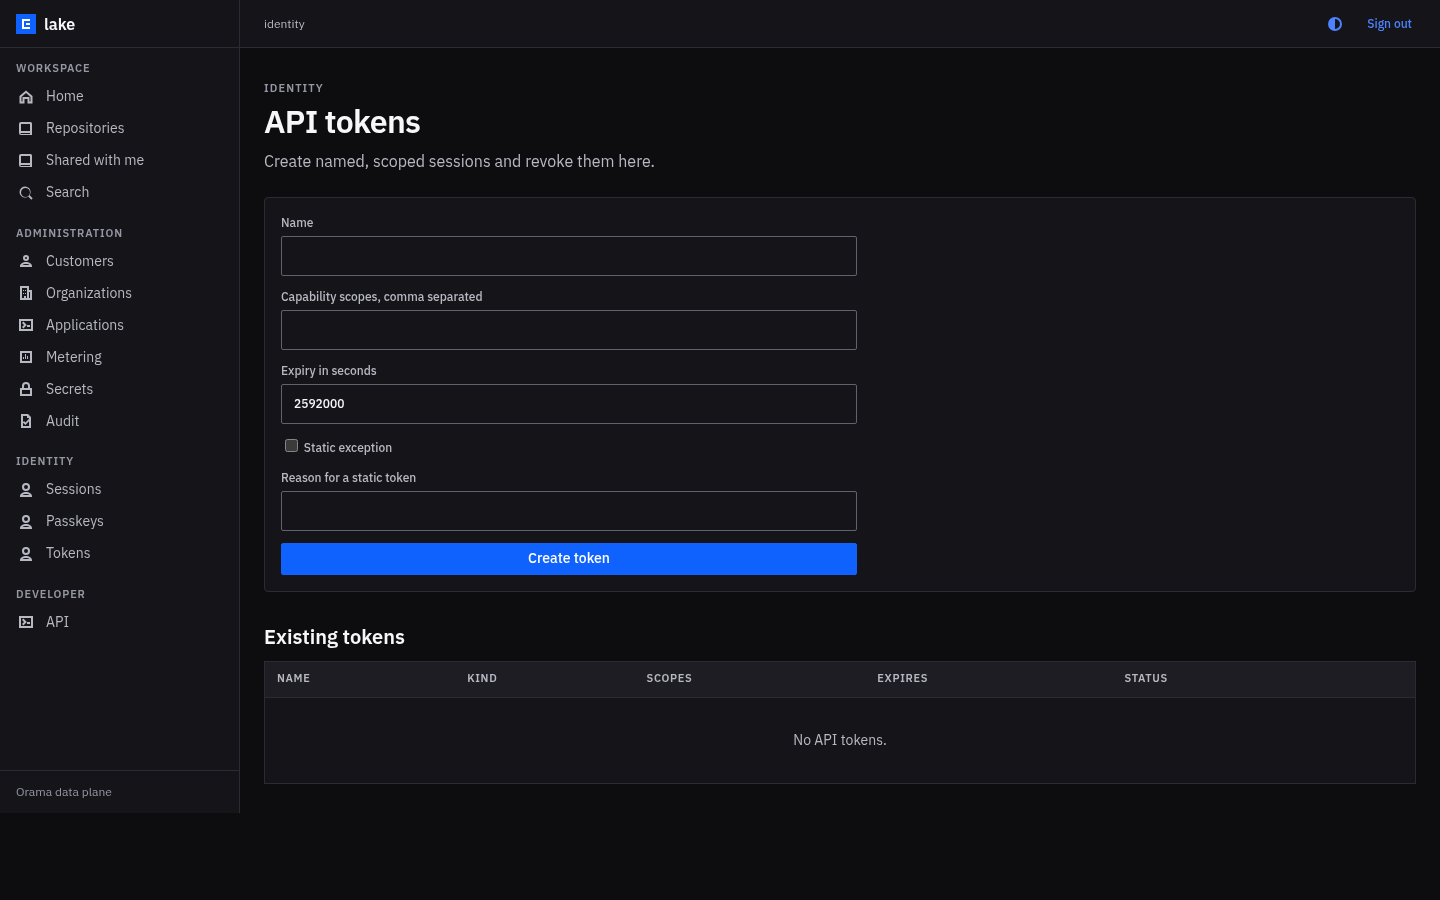 lake
identity
Sign out
WORKSPACE
Home
Repositories
Shared with me
Search
ADMINISTRATION
Customers
Organizations
Applications
Metering
Secrets
Audit
IDENTITY
Sessions
Passkeys
Tokens
DEVELOPER
API
Orama data plane
IDENTITY
API tokens
Create named, scoped sessions and revoke them here.
Name
Capability scopes, comma separated
Expiry in seconds
2592000
Static exception
Reason for a static token
Create token
Existing tokens
NAME KIND SCOPES EXPIRES STATUS
No API tokens.